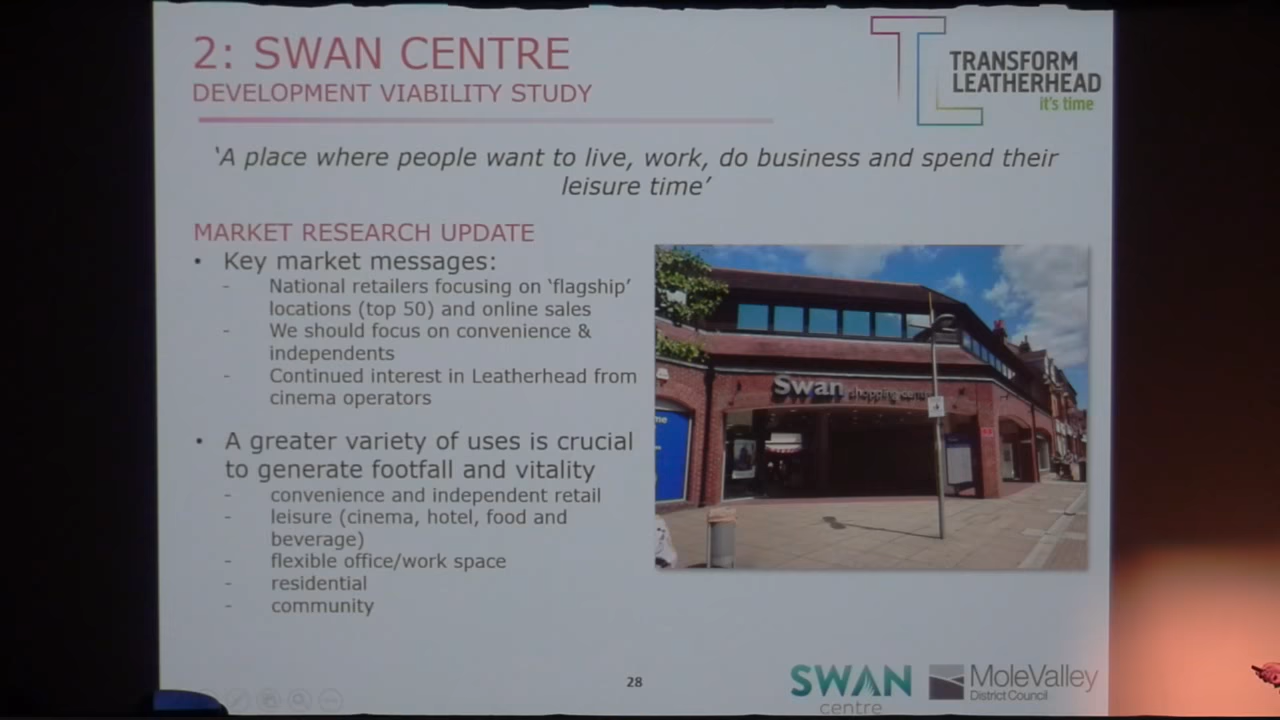 2: SWAN CENTRE
DEVELOPMENT VIABILITY STUDY
TRANSFORM
LEATHERHEAD
it's time
‘A place where people want to live, work, do business and spend their
leisure time’
MARKET RESEARCH UPDATE
• Key market messages:
- National retailers focusing on ‘flagship’
locations (top 50) and online sales
- We should focus on convenience &
independents
- Continued interest in Leatherhead from
cinema operators
• A greater variety of uses is crucial
to generate footfall and vitality
- convenience and independent retail
- leisure (cinema, hotel, food and
beverage)
- flexible office/work space
- residential
- community
Swan shopping centre
28
SWAN
centre
MoleValley
District Council